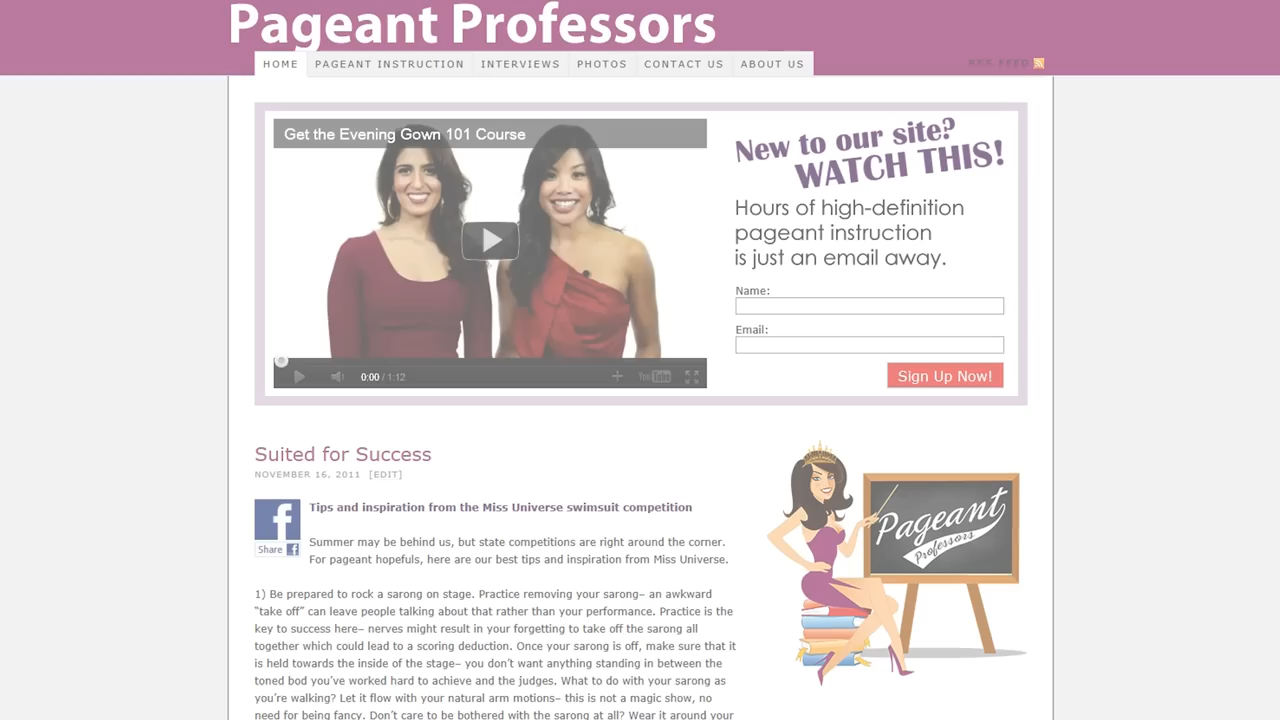 Pageant Professors
HOME PAGEANT INSTRUCTION INTERVIEWS PHOTOS CONTACT US ABOUT US RSS FEED
Get the Evening Gown 101 Course
New to our site?
WATCH THIS!
Hours of high-definition
pageant instruction
is just an email away.
Name:
Email:
Sign Up Now!
0:00 / 1:12 YouTube
Suited for Success
NOVEMBER 16, 2011 [EDIT]
f
Share f
Tips and inspiration from the Miss Universe swimsuit competition
Summer may be behind us, but state competitions are right around the corner.
For pageant hopefuls, here are our best tips and inspiration from Miss Universe.
1) Be prepared to rock a sarong on stage. Practice removing your sarong– an awkward
“take off” can leave people talking about that rather than your performance. Practice is the
key to success here– nerves might result in your forgetting to take off the sarong all
together which could lead to a scoring deduction. Once your sarong is off, make sure that it
is held towards the inside of the stage– you don’t want anything standing in between the
toned bod you’ve worked hard to achieve and the judges. What to do with your sarong as
you’re walking? Let it flow with your natural arm motions– this is not a magic show, no
need for being fancy. Don’t care to be bothered with the sarong at all? Wear it around your
Pageant
Professors